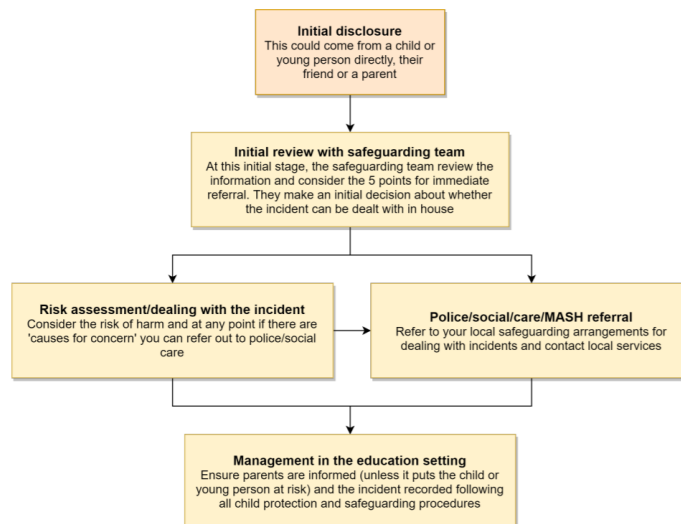 Initial disclosure
This could come from a child or
young person directly, their
friend or a parent
Initial review with safeguarding team
At this initial stage, the safeguarding team review the
information and consider the 5 points for immediate
referral. They make an initial decision about whether
the incident can be dealt with in house
Risk assessment/dealing with the incident
Consider the risk of harm and at any point if there are
'causes for concern' you can refer out to police/social
care
Police/social/care/MASH referral
Refer to your local safeguarding arrangements for
dealing with incidents and contact local services
Management in the education setting
Ensure parents are informed (unless it puts the child or
young person at risk) and the incident recorded following
all child protection and safeguarding procedures